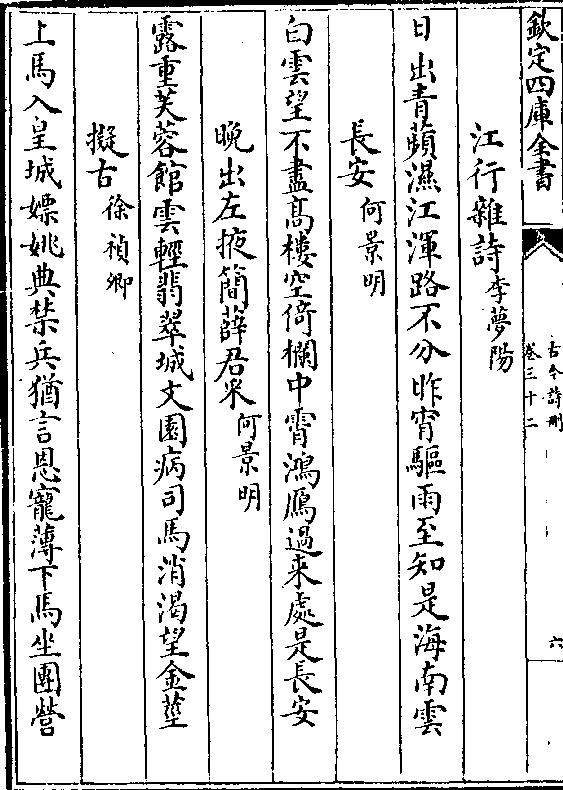 欽定四庫全書
古今詩刪
卷三十二
六
江行雜詩 李夢陽
日出青蘋濕江渾路不分昨宵驅雨至知是海南雲
長安 何景明
白雲望不盡高樓空倚欄中霄鴻鴈過来處是長安
晚出左掖簡薛君采 何景明
露重芙蓉館雲輕翡翠城文園病司馬消渴望金莖
擬古 徐禎卿
上馬入皇城嫖姚典禁兵猶言恩寵薄下馬坐團營